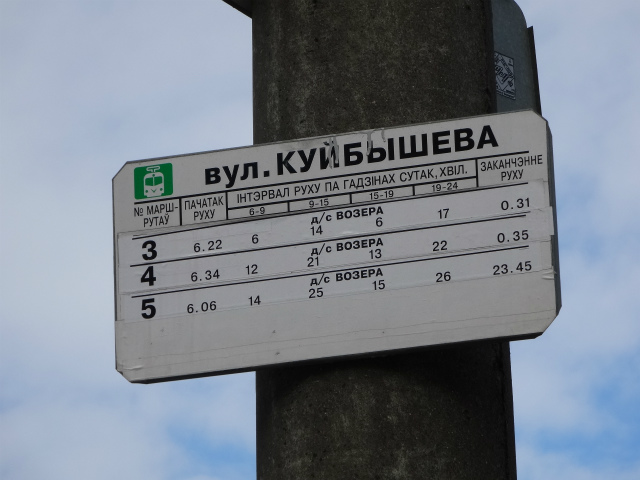 вул. КУЙБЫШЕВА
№ МАРШ-РУТАЎ ПАЧАТАК РУХУ ІНТЭРВАЛ РУХУ ПА ГАДЗІНАХ СУТАК, ХВІЛ. ЗАКАНЧЭННЕ РУХУ
6-9 9-15 15-19 19-24
д/с ВОЗЕРА
3 6.22 6 14 6 17 0.31
д/с ВОЗЕРА
4 6.34 12 21 13 22 0.35
д/с ВОЗЕРА
5 6.06 14 25 15 26 23.45